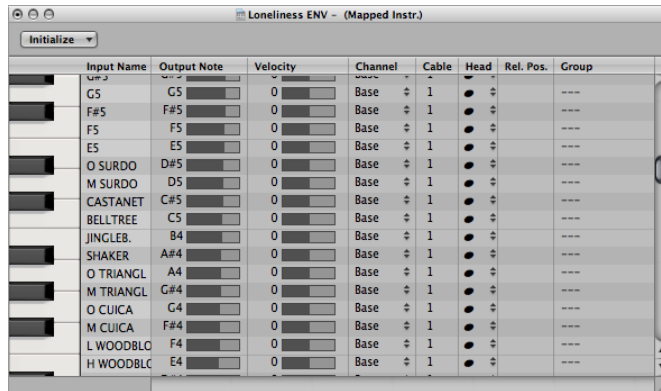 Loneliness ENV – (Mapped Instr.)
Initialize
Input Name Output Note Velocity Channel Cable Head Rel. Pos. Group
G#5 G#5 0 Base 1 ---
G5 G5 0 Base 1 ---
F#5 F#5 0 Base 1 ---
F5 F5 0 Base 1 ---
E5 E5 0 Base 1 ---
O SURDO D#5 0 Base 1 ---
M SURDO D5 0 Base 1 ---
CASTANET C#5 0 Base 1 ---
BELLTREE C5 0 Base 1 ---
JINGLEB. B4 0 Base 1 ---
SHAKER A#4 0 Base 1 ---
O TRIANGL A4 0 Base 1 ---
M TRIANGL G#4 0 Base 1 ---
O CUICA G4 0 Base 1 ---
M CUICA F#4 0 Base 1 ---
L WOODBLO F4 0 Base 1 ---
H WOODBLO E4 0 Base 1 ---